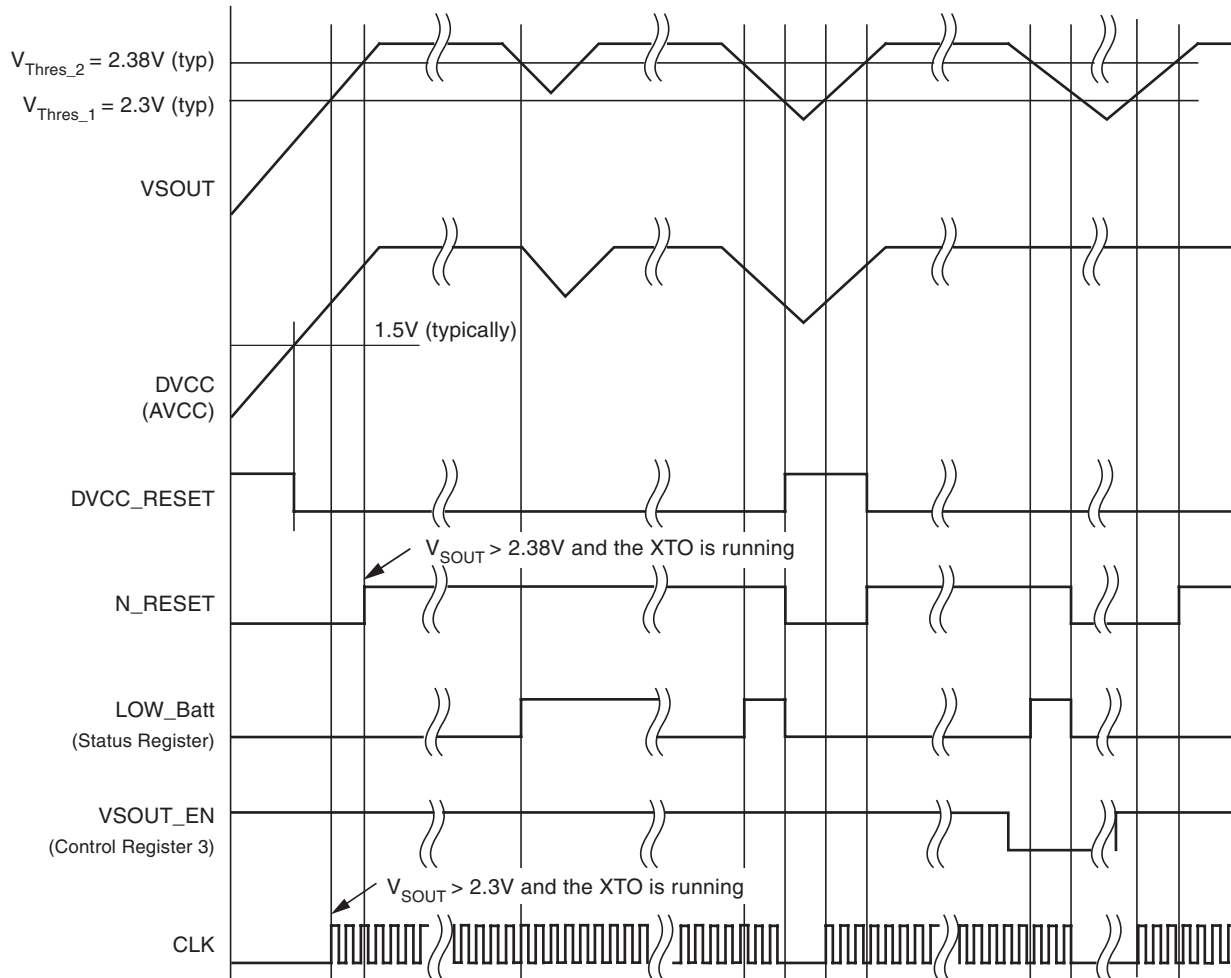 V_Thres_2 = 2.38V (typ)
V_Thres_1 = 2.3V (typ)
VSOUT
1.5V (typically)
DVCC
(AVCC)
DVCC_RESET
V_SOUT > 2.38V and the XTO is running
N_RESET
LOW_Batt
(Status Register)
VSOUT_EN
(Control Register 3)
V_SOUT > 2.3V and the XTO is running
CLK